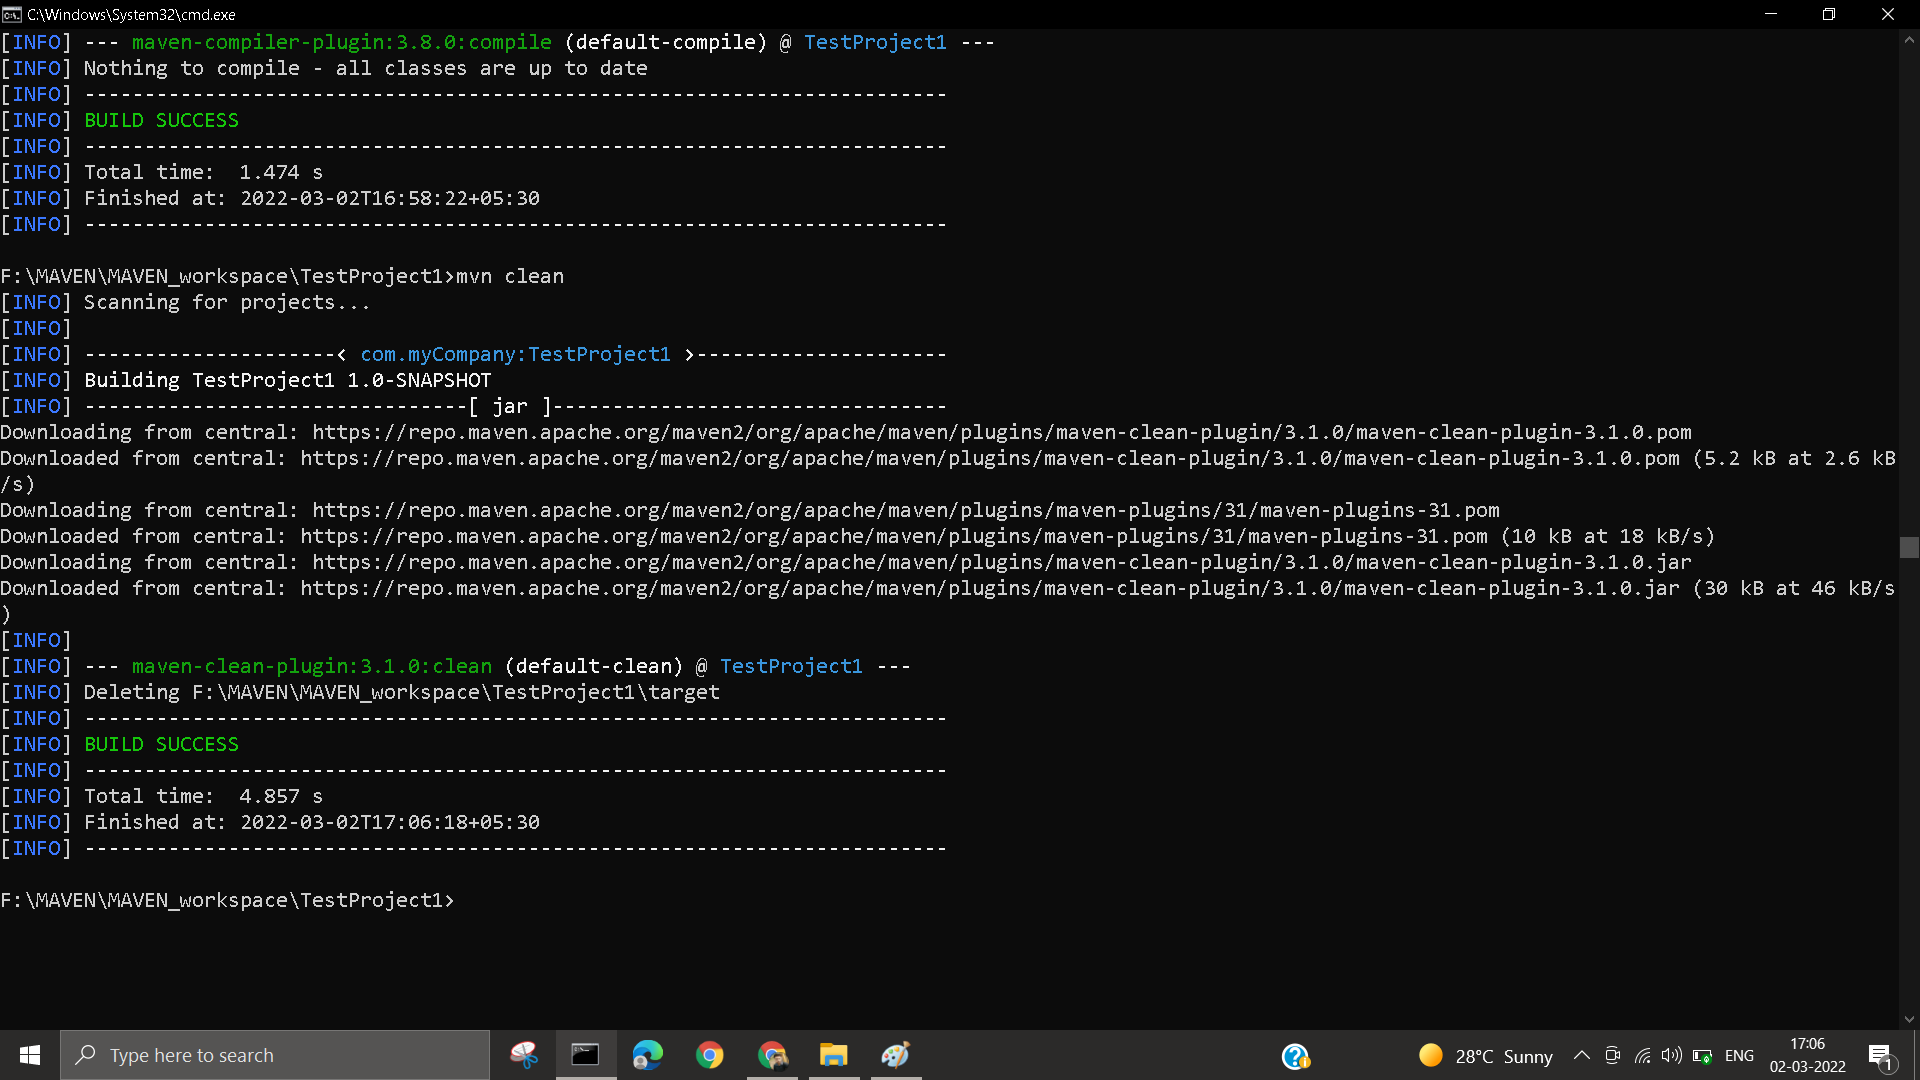 C:\Windows\System32\cmd.exe
[INFO] --- maven-compiler-plugin:3.8.0:compile (default-compile) @ TestProject1 ---
[INFO] Nothing to compile - all classes are up to date
[INFO] ------------------------------------------------------------------------
[INFO] BUILD SUCCESS
[INFO] ------------------------------------------------------------------------
[INFO] Total time:  1.474 s
[INFO] Finished at: 2022-03-02T16:58:22+05:30
[INFO] ------------------------------------------------------------------------
F:\MAVEN\MAVEN_workspace\TestProject1>mvn clean
[INFO] Scanning for projects...
[INFO]
[INFO] ---------------------< com.myCompany:TestProject1 >---------------------
[INFO] Building TestProject1 1.0-SNAPSHOT
[INFO] --------------------------------[ jar ]---------------------------------
Downloading from central: https://repo.maven.apache.org/maven2/org/apache/maven/plugins/maven-clean-plugin/3.1.0/maven-clean-plugin-3.1.0.pom
Downloaded from central: https://repo.maven.apache.org/maven2/org/apache/maven/plugins/maven-clean-plugin/3.1.0/maven-clean-plugin-3.1.0.pom (5.2 kB at 2.6 kB
/s)
Downloading from central: https://repo.maven.apache.org/maven2/org/apache/maven/plugins/maven-plugins/31/maven-plugins-31.pom
Downloaded from central: https://repo.maven.apache.org/maven2/org/apache/maven/plugins/maven-plugins/31/maven-plugins-31.pom (10 kB at 18 kB/s)
Downloading from central: https://repo.maven.apache.org/maven2/org/apache/maven/plugins/maven-clean-plugin/3.1.0/maven-clean-plugin-3.1.0.jar
Downloaded from central: https://repo.maven.apache.org/maven2/org/apache/maven/plugins/maven-clean-plugin/3.1.0/maven-clean-plugin-3.1.0.jar (30 kB at 46 kB/s
)
[INFO]
[INFO] --- maven-clean-plugin:3.1.0:clean (default-clean) @ TestProject1 ---
[INFO] Deleting F:\MAVEN\MAVEN_workspace\TestProject1\target
[INFO] ------------------------------------------------------------------------
[INFO] BUILD SUCCESS
[INFO] ------------------------------------------------------------------------
[INFO] Total time:  4.857 s
[INFO] Finished at: 2022-03-02T17:06:18+05:30
[INFO] ------------------------------------------------------------------------
F:\MAVEN\MAVEN_workspace\TestProject1>
Type here to search
28°C Sunny
ENG
17:06
02-03-2022
1